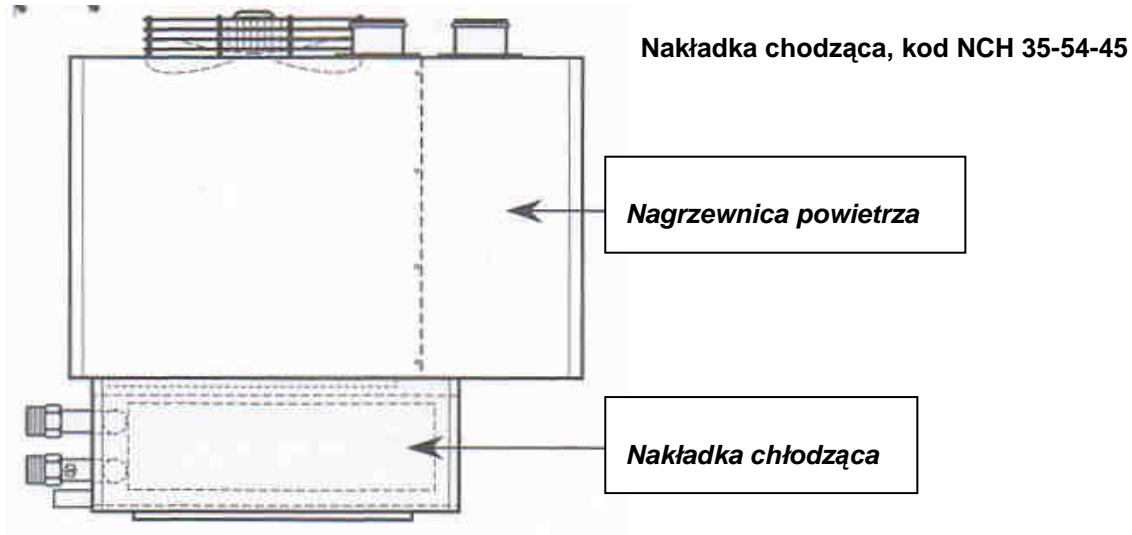 Nakładka chodząca, kod NCH 35-54-45
Nagrzewnica powietrza
Nakładka chłodząca